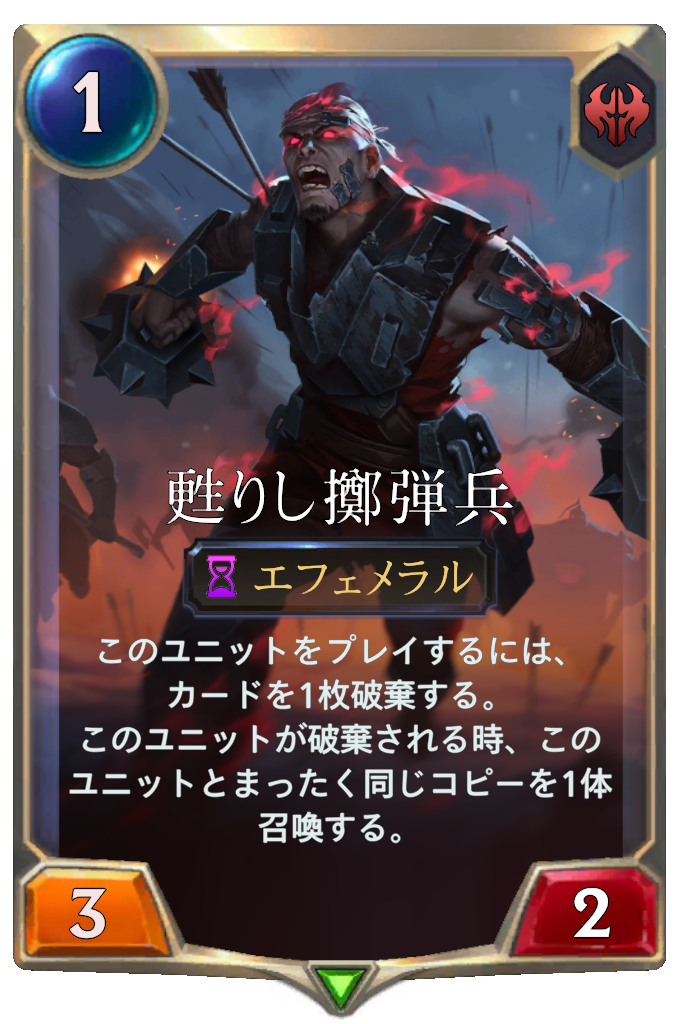 1
甦りし擲弾兵
エフェメラル
このユニットをプレイするには、
カードを1枚破棄する。
このユニットが破棄される時、この
ユニットとまったく同じコピーを1体
召喚する。
3
2